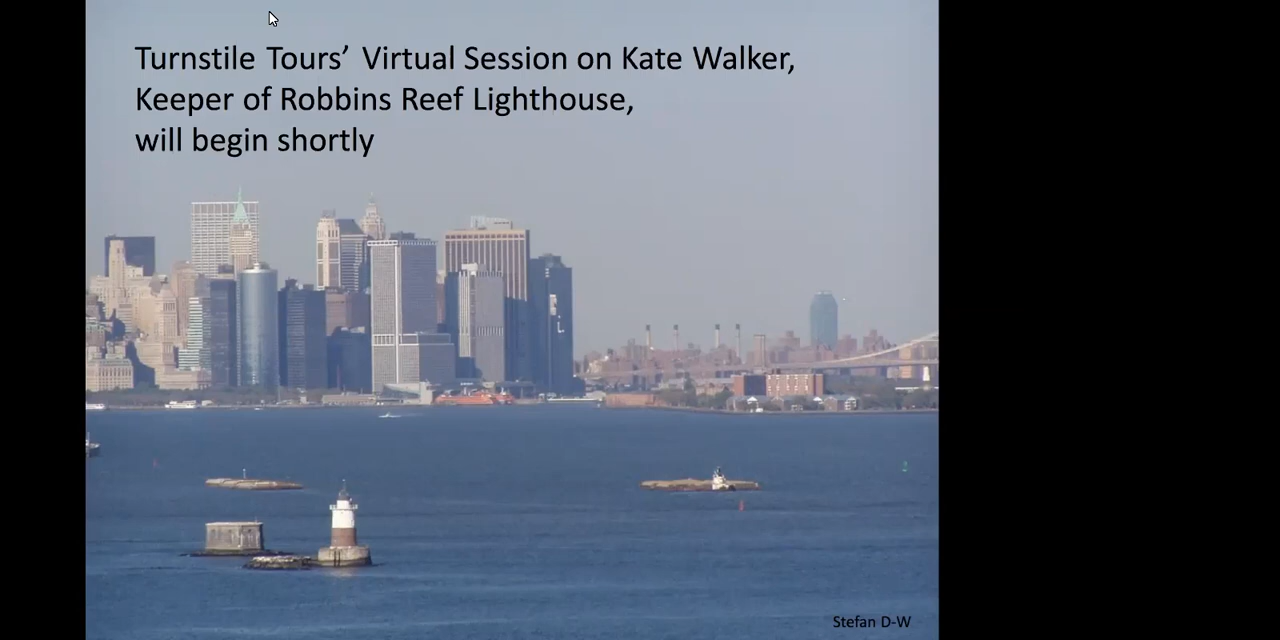 Turnstile Tours’ Virtual Session on Kate Walker,
Keeper of Robbins Reef Lighthouse,
will begin shortly
Stefan D-W